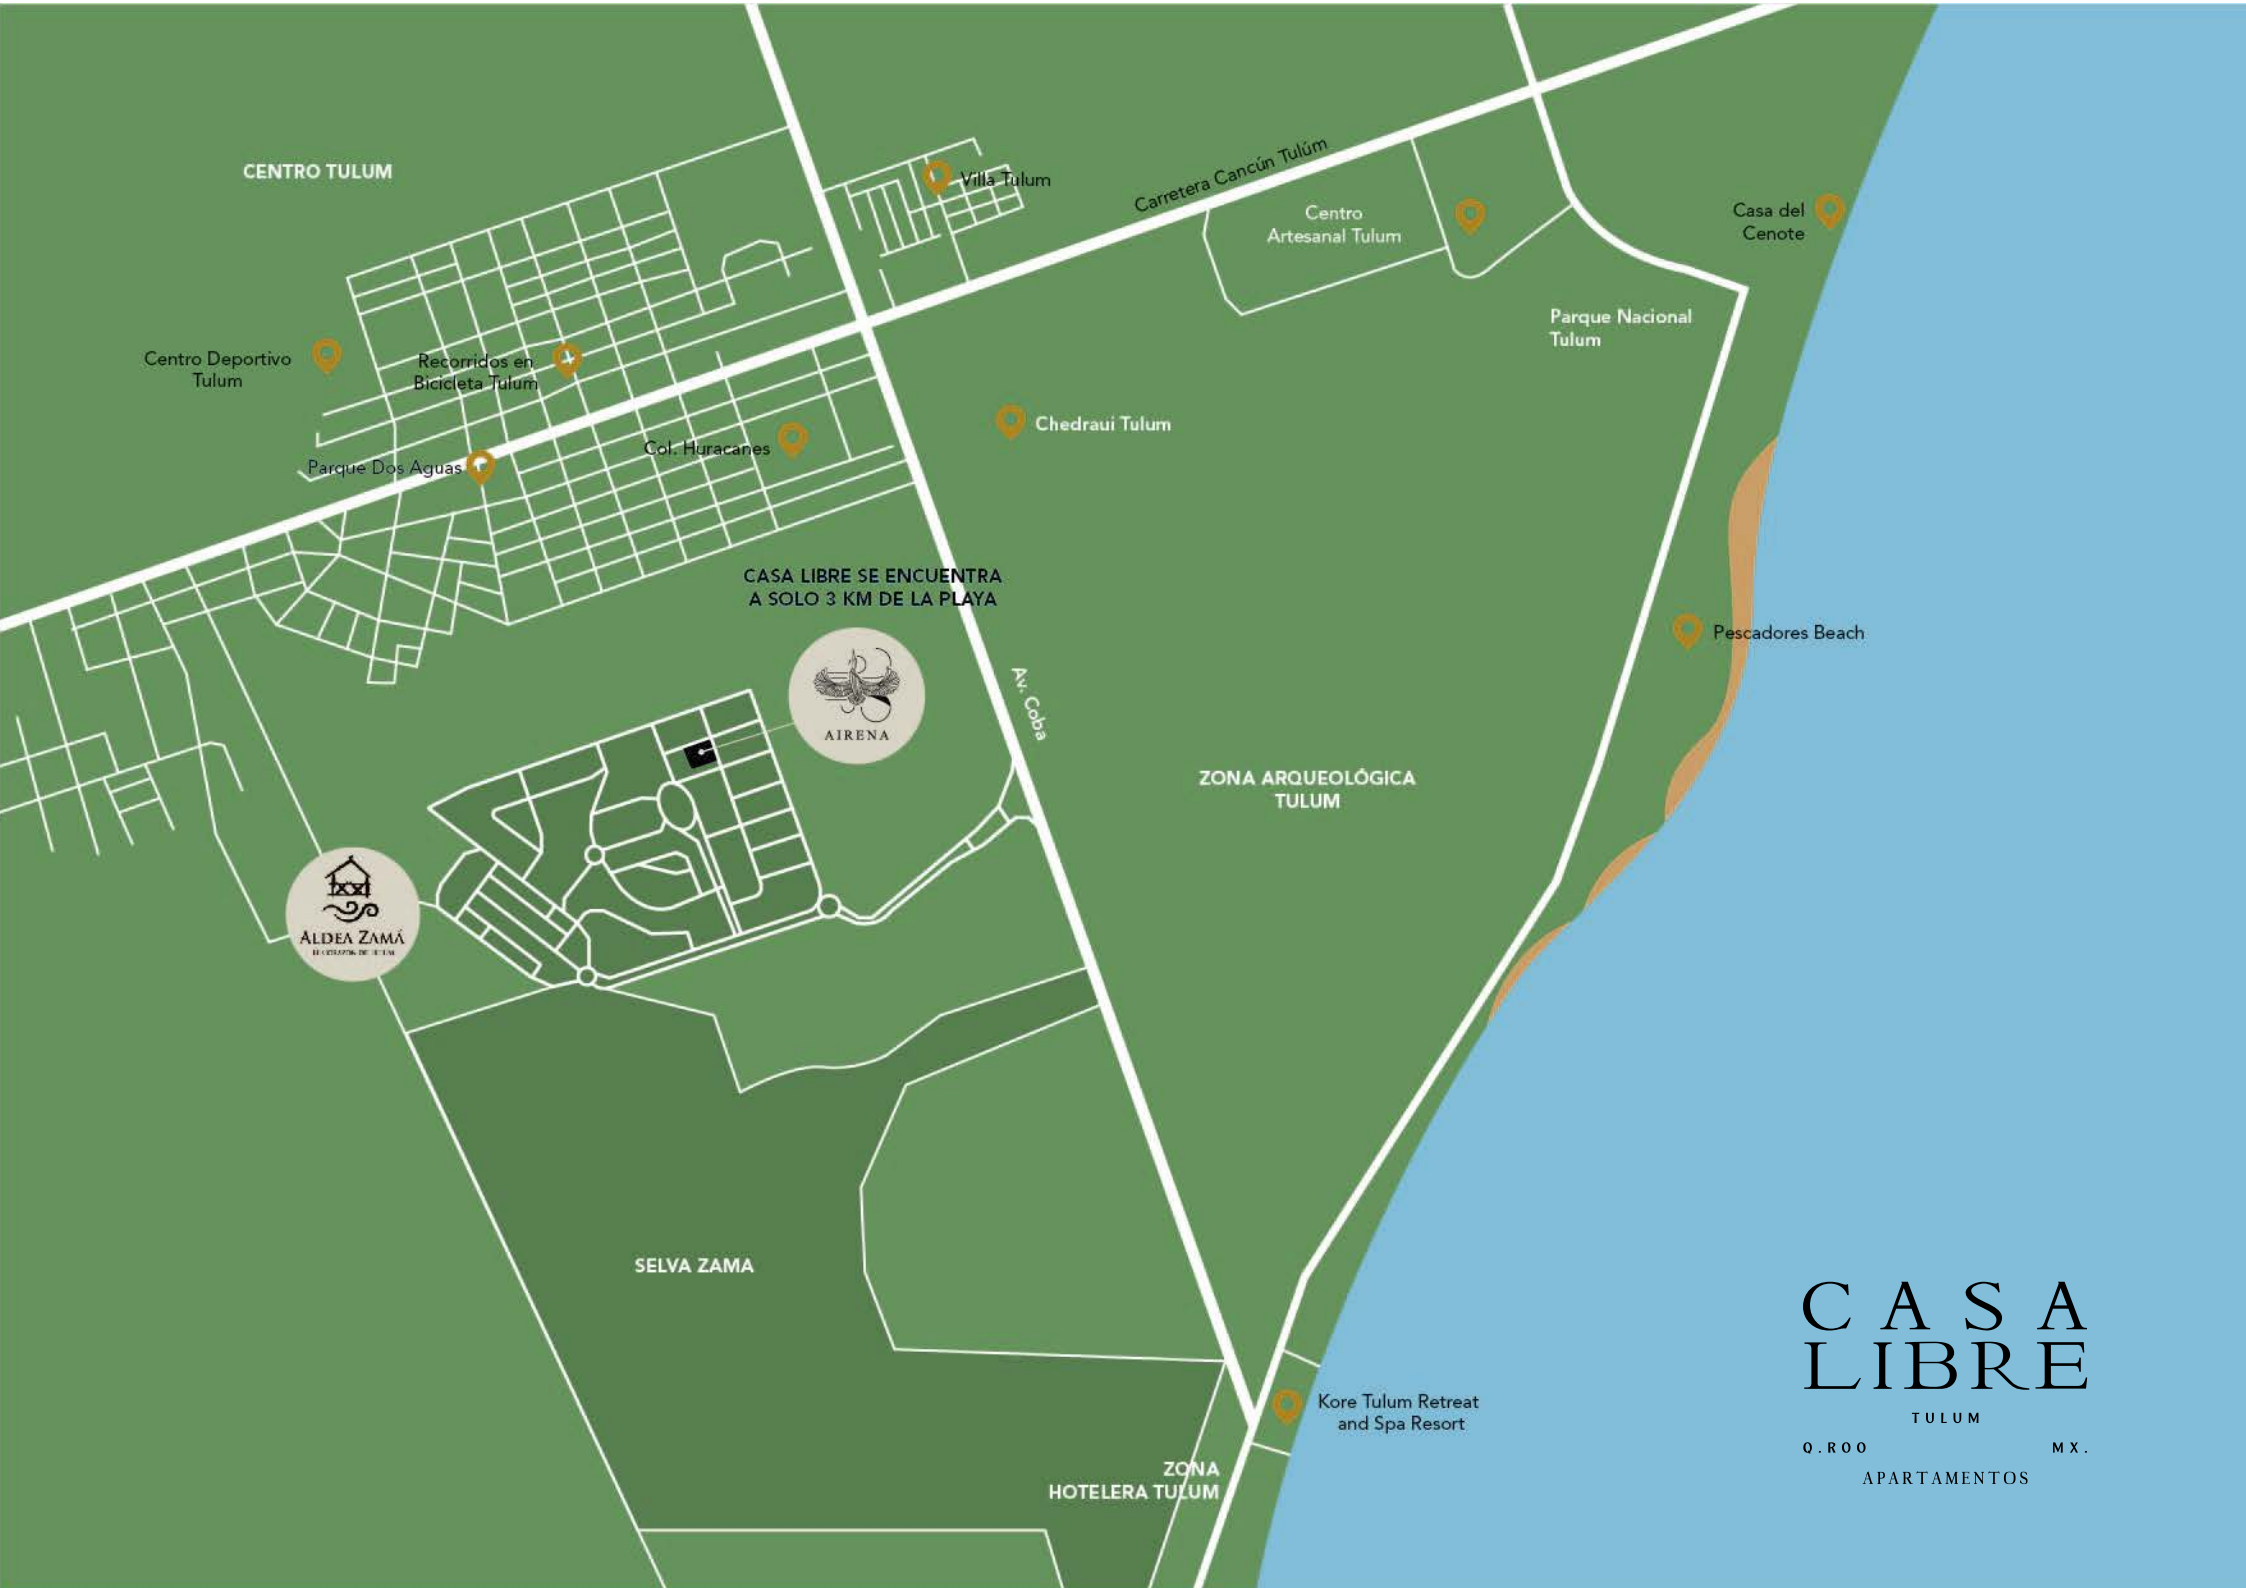 CENTRO TULUM
Villa Tulum
Carretera Cancún Tulúm
Centro
Artesanal Tulum
Casa del
Cenote
Parque Nacional
Tulum
Centro Deportivo
Tulum
Recorridos en
Bicicleta Tulum
Col. Huracanes
Chedraui Tulum
Parque Dos Aguas
CASA LIBRE SE ENCUENTRA
A SOLO 3 KM DE LA PLAYA
Pescadores Beach
AIRENA
Av. Coba
ZONA ARQUEOLÓGICA
TULUM
ALDEA ZAMÁ
SELVA ZAMA
CASA
LIBRE
TULUM
Q.ROO MX.
APARTAMENTOS
Kore Tulum Retreat
and Spa Resort
ZONA
HOTELERA TULUM